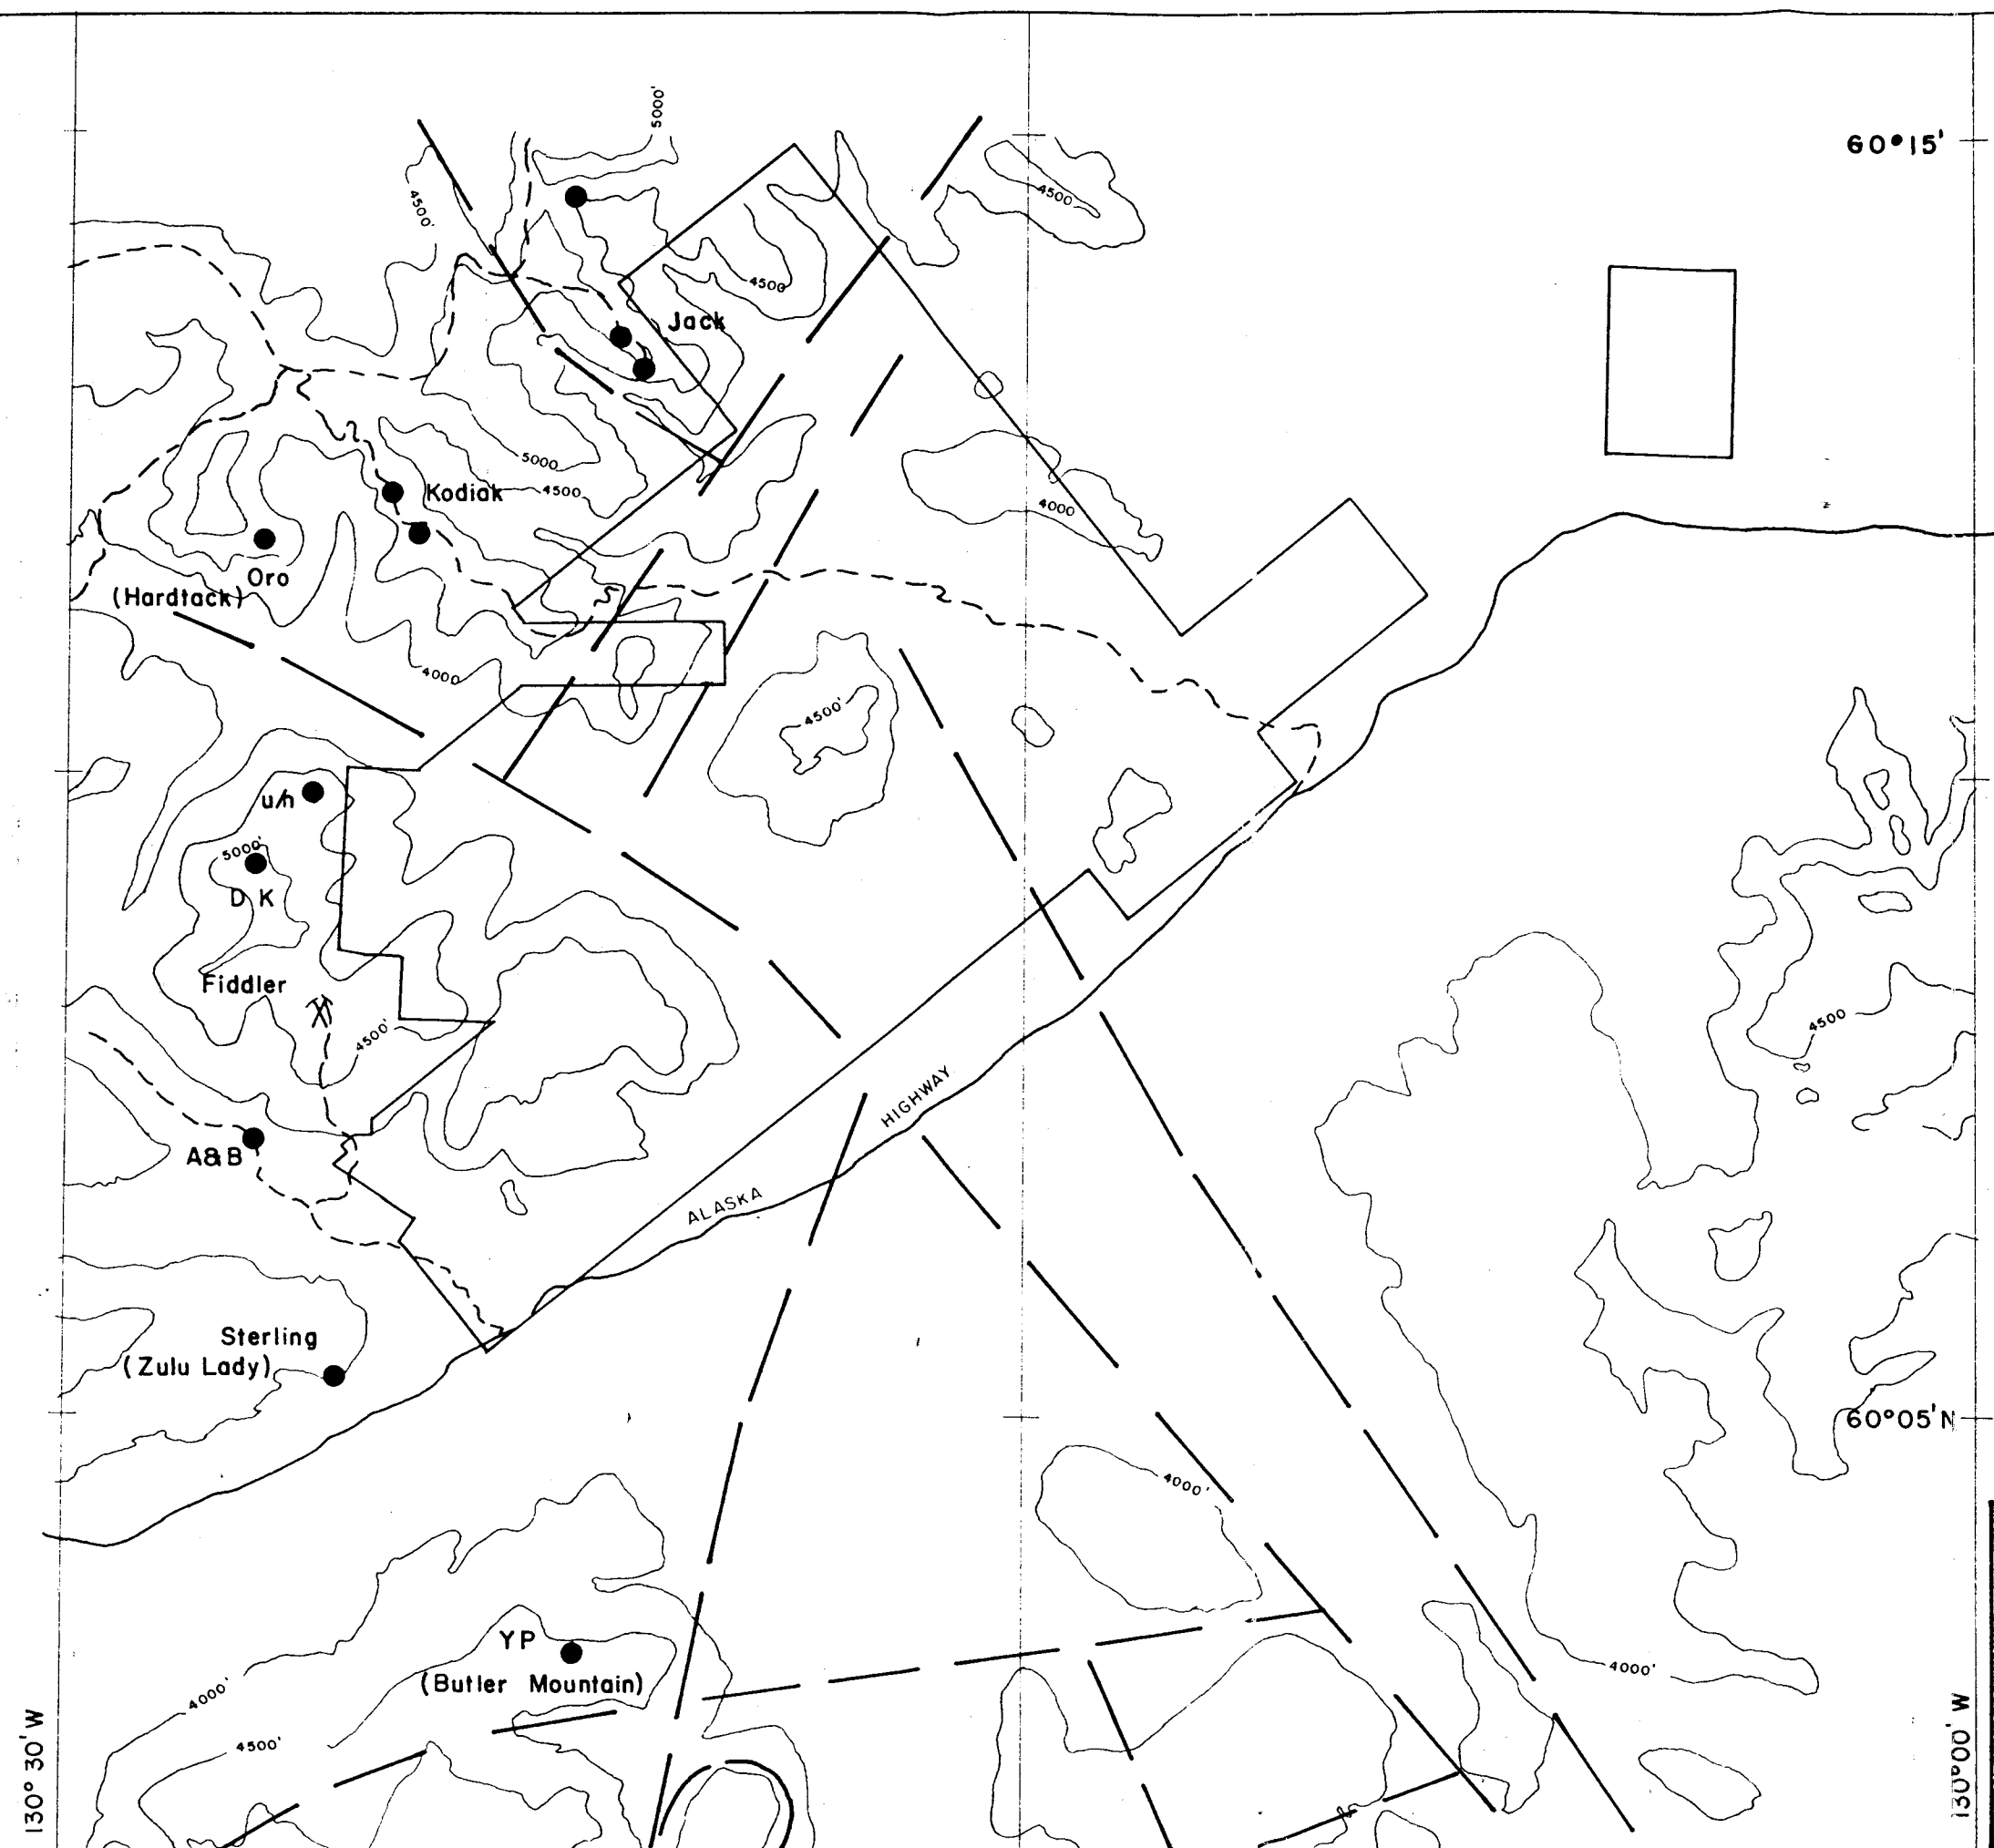 5000'
60°15'
4500'
4500
4500
Jack
5000
4500
Kodiak
4000
Oro
(Hardtack)
4000
4500'
u/h
5000'
D K
Fiddler
4500'
4500
HIGHWAY
A&B
ALASKA
Sterling
(Zulu Lady)
60°05'N
4000'
YP
(Butler Mountain)
4000'
4000'
4500'
130° 30' W
130°00' W